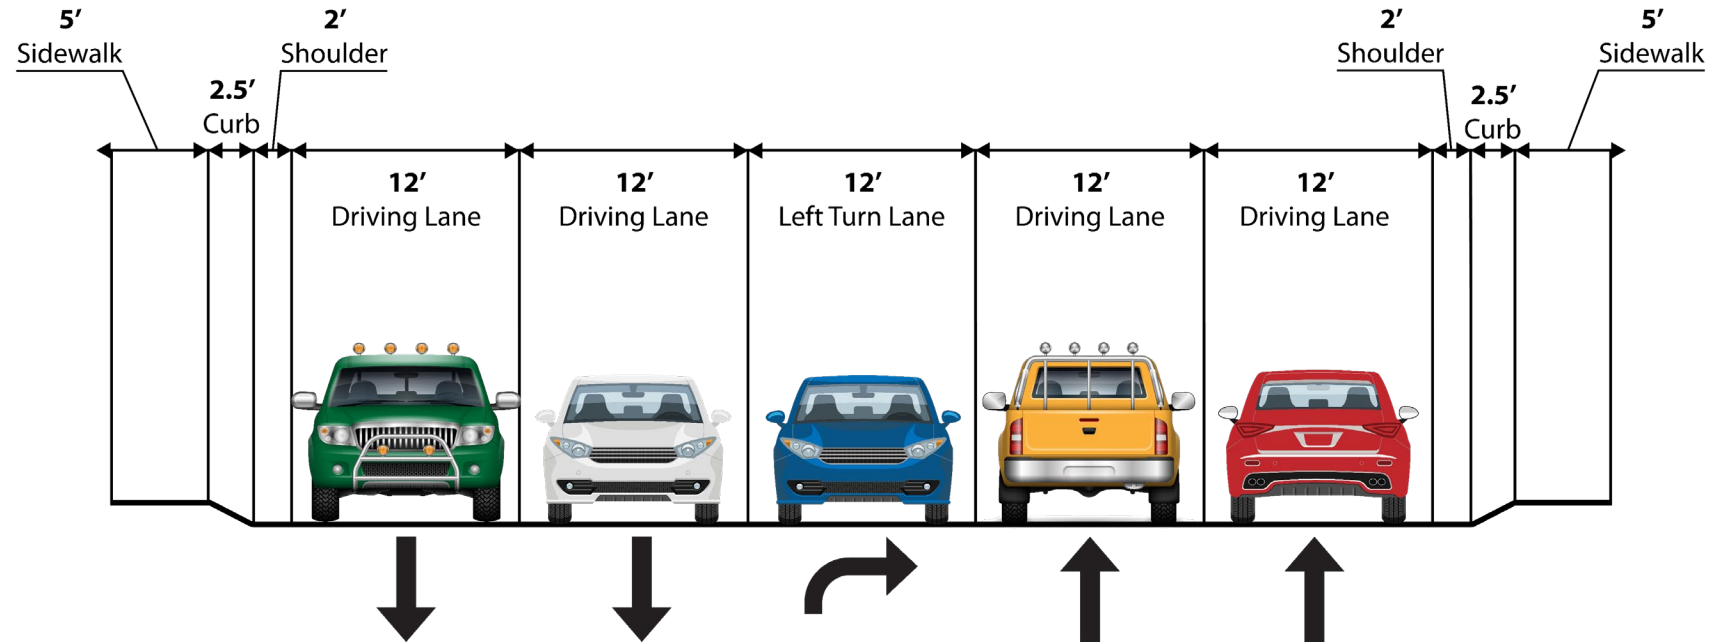 5’
Sidewalk
2.5’
Curb
2’
Shoulder
2’
Shoulder
2.5’
Curb
5’
Sidewalk
12’
Driving Lane
12’
Driving Lane
12’
Left Turn Lane
12’
Driving Lane
12’
Driving Lane